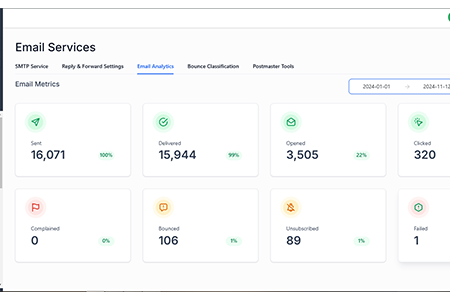 Email Services
SMTP Service Reply & Forward Settings Email Analytics Bounce Classification Postmaster Tools
Email Metrics
2024-01-01 2024-11-12
Sent Delivered Opened Clicked
16,071 100% 15,944 99% 3,505 22% 320
Complained Bounced Unsubscribed Failed
0 0% 106 1% 89 1% 1